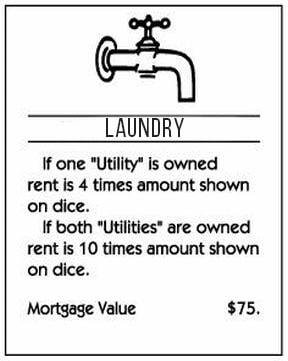 LAUNDRY
If one "Utility" is owned
rent is 4 times amount shown
on dice.
If both "Utilities" are owned
rent is 10 times amount shown
on dice.
Mortgage Value $75.